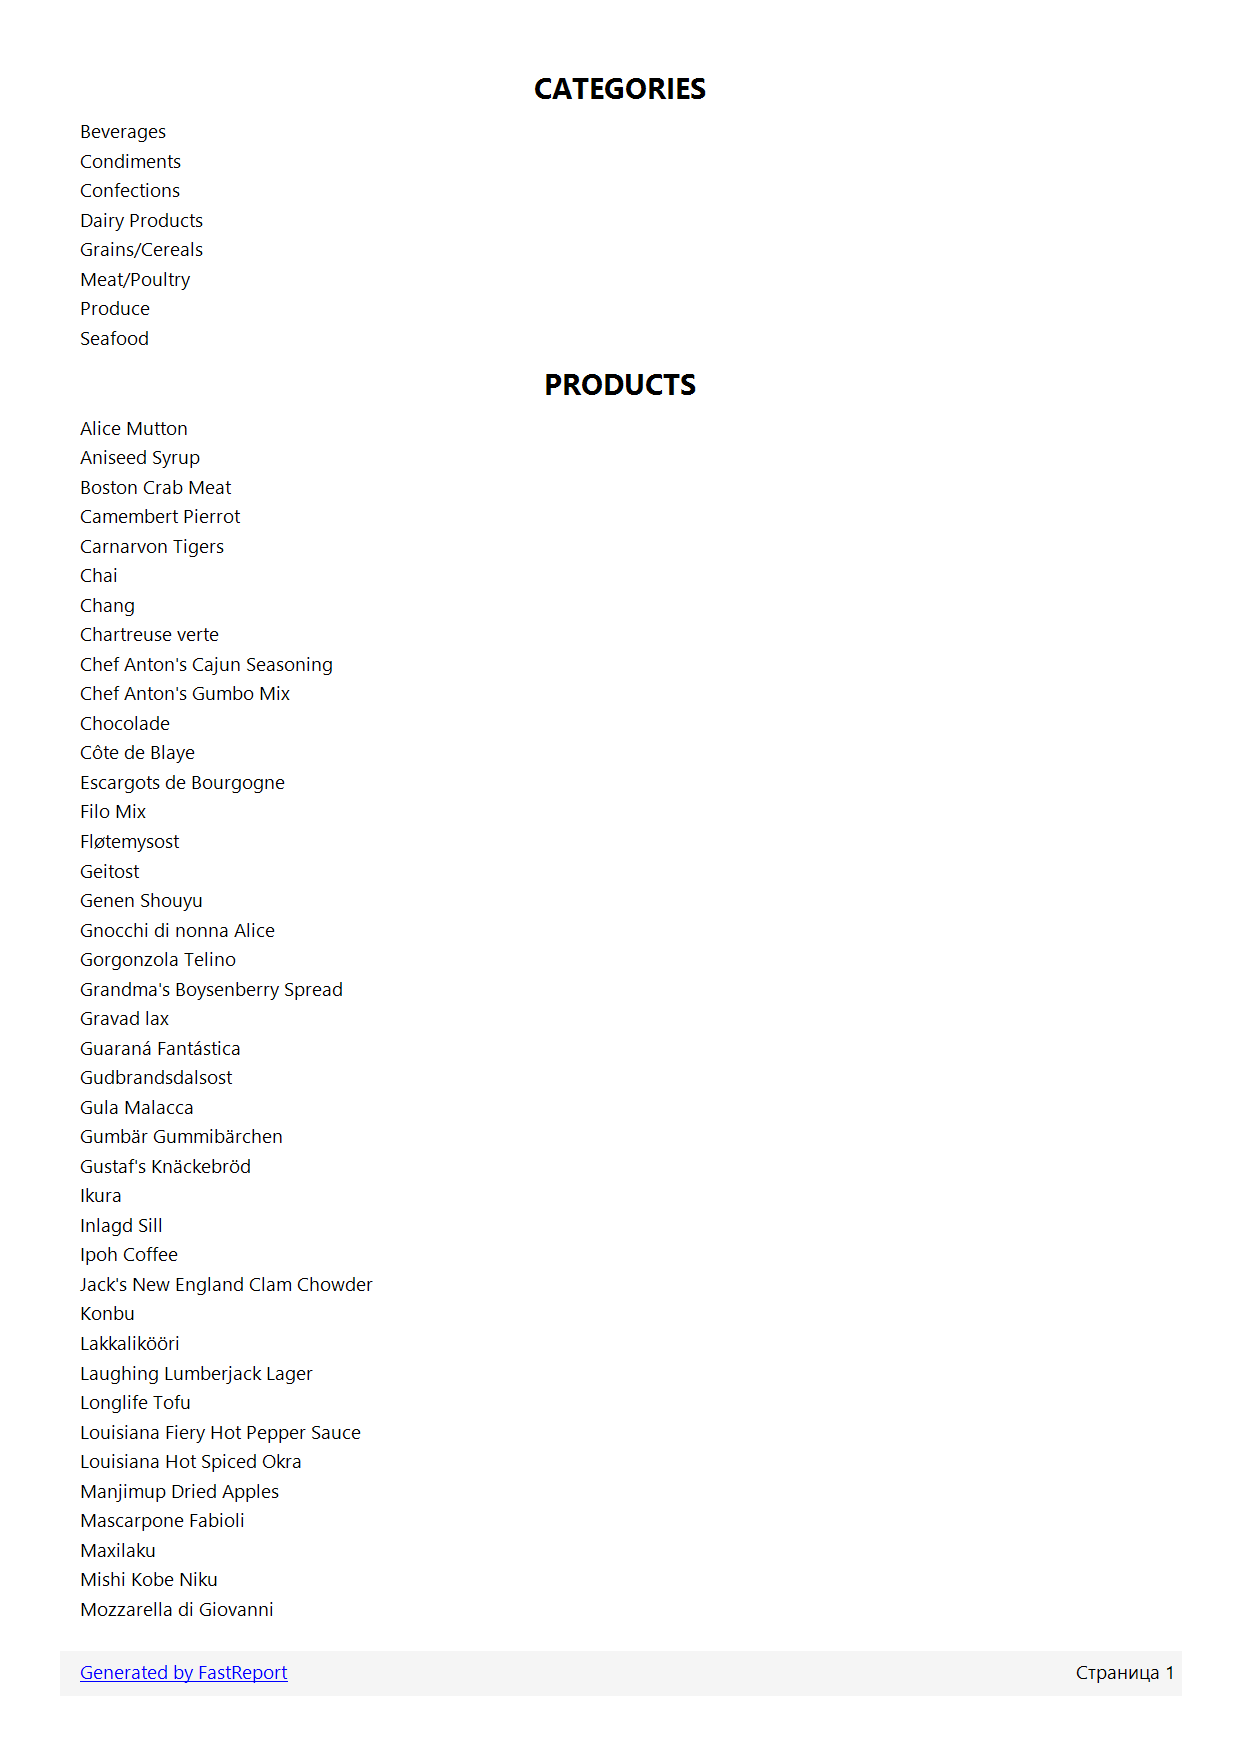 CATEGORIES
Beverages
Condiments
Confections
Dairy Products
Grains/Cereals
Meat/Poultry
Produce
Seafood
PRODUCTS
Alice Mutton
Aniseed Syrup
Boston Crab Meat
Camembert Pierrot
Carnarvon Tigers
Chai
Chang
Chartreuse verte
Chef Anton's Cajun Seasoning
Chef Anton's Gumbo Mix
Chocolade
Côte de Blaye
Escargots de Bourgogne
Filo Mix
Fløtemysost
Geitost
Genen Shouyu
Gnocchi di nonna Alice
Gorgonzola Telino
Grandma's Boysenberry Spread
Gravad lax
Guaraná Fantástica
Gudbrandsdalsost
Gula Malacca
Gumbär Gummibärchen
Gustaf's Knäckebröd
Ikura
Inlagd Sill
Ipoh Coffee
Jack's New England Clam Chowder
Konbu
Lakkalikööri
Laughing Lumberjack Lager
Longlife Tofu
Louisiana Fiery Hot Pepper Sauce
Louisiana Hot Spiced Okra
Manjimup Dried Apples
Mascarpone Fabioli
Maxilaku
Mishi Kobe Niku
Mozzarella di Giovanni
Generated by FastReport Страница 1